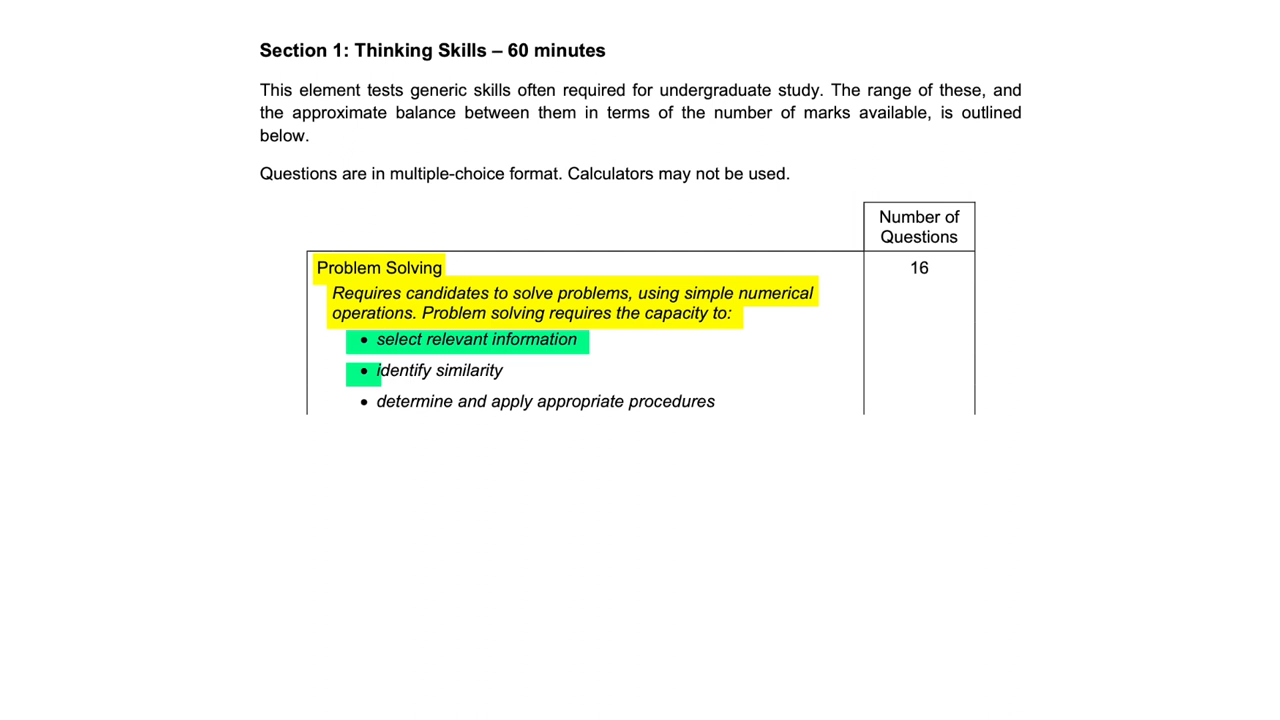 Section 1: Thinking Skills – 60 minutes
This element tests generic skills often required for undergraduate study. The range of these, and
the approximate balance between them in terms of the number of marks available, is outlined
below.
Questions are in multiple-choice format. Calculators may not be used.
Number of
Questions
Problem Solving 16
Requires candidates to solve problems, using simple numerical
operations. Problem solving requires the capacity to:
• select relevant information
• identify similarity
• determine and apply appropriate procedures